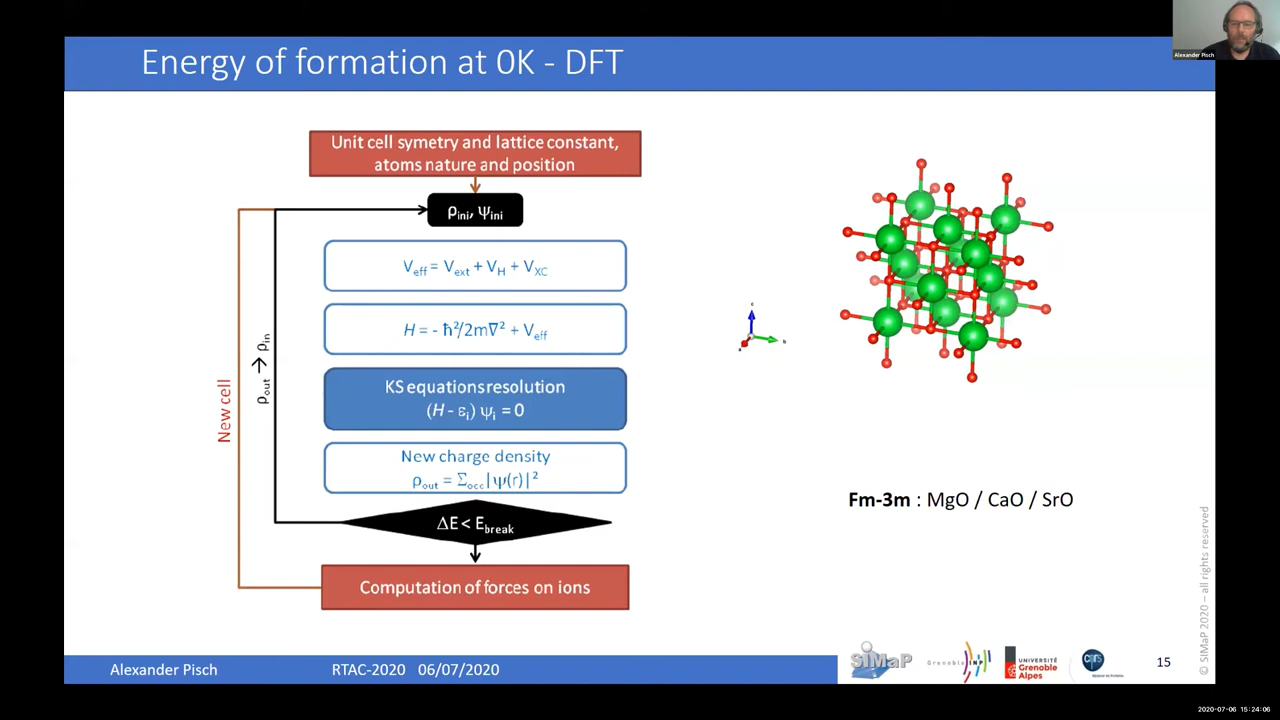 Energy of formation at 0K - DFT
Alexander Pisch
Unit cell symetry and lattice constant,
atoms nature and position
ρini, ψini
Veff = Vext + VH + VXC
H = - ħ²/2m∇² + Veff
KS equations resolution
(H - εi) ψi = 0
New charge density
ρout = Σocc|ψ(r)|²
ΔE < Ebreak
Computation of forces on ions
New cell
ρout → ρin
c
a
b
Fm-3m : MgO / CaO / SrO
© SIMaP 2020 – all rights reserved
Alexander Pisch
RTAC-2020 06/07/2020
SIMaP
Grenoble INP
UNIVERSITÉ
Grenoble
Alpes
cnrs
15
2020-07-06 15:24:06